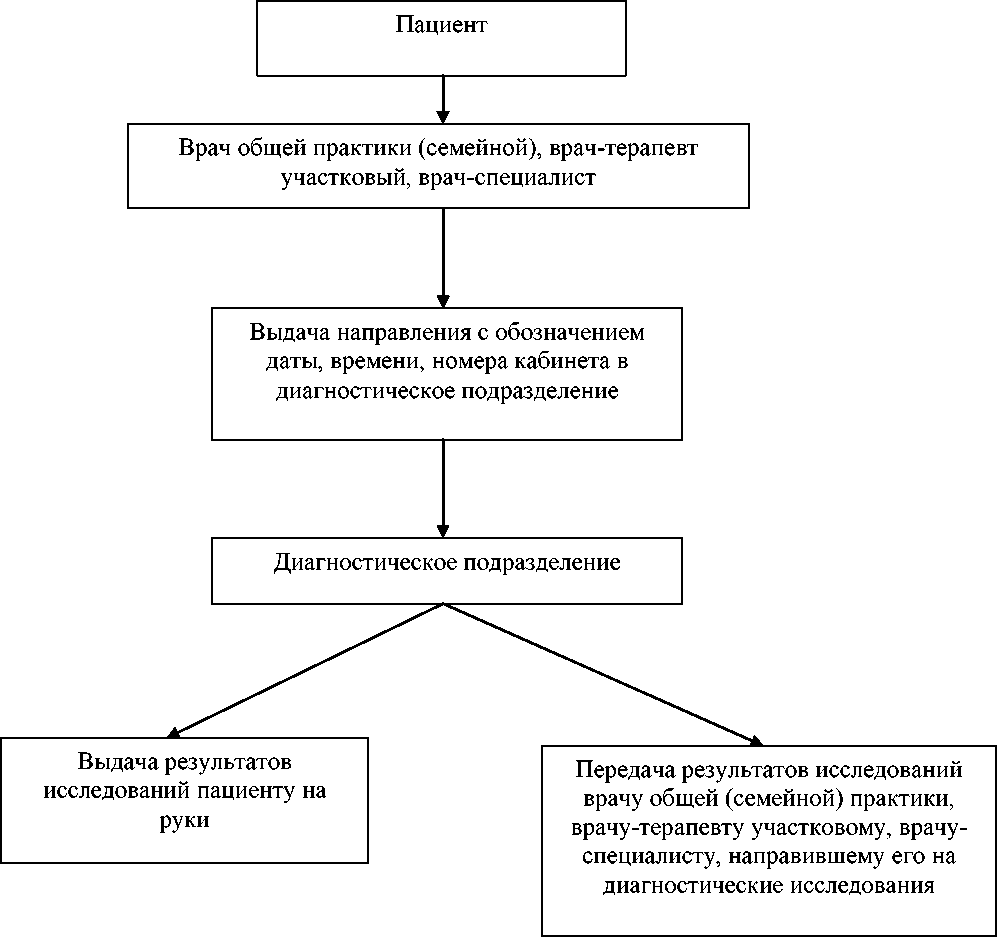 Пациент
Врач общей практики (семейной), врач-терапевт
участковый, врач-специалист
Выдача направления с обозначением
даты, времени, номера кабинета в
диагностическое подразделение
Диагностическое подразделение
Выдача результатов
исследований пациенту на
руки
Передача результатов исследований
врачу общей (семейной) практики,
врачу-терапевту участковому, врачу-
специалисту, направившему его на
диагностические исследования